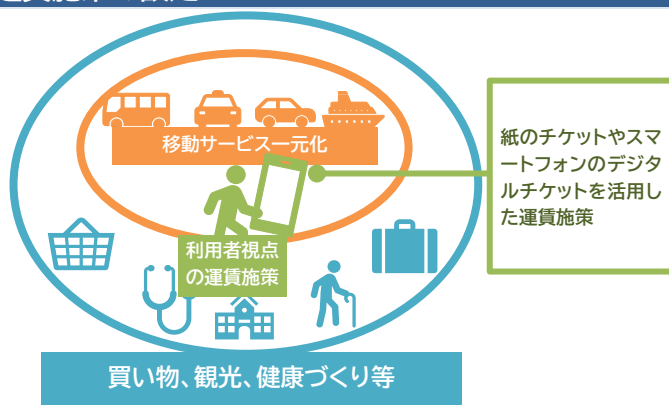 移動サービス一元化
紙のチケットやスマ
ートフォンのデジタ
ルチケットを活用し
た運賃施策
利用者視点
の運賃施策
買い物、観光、健康づくり等